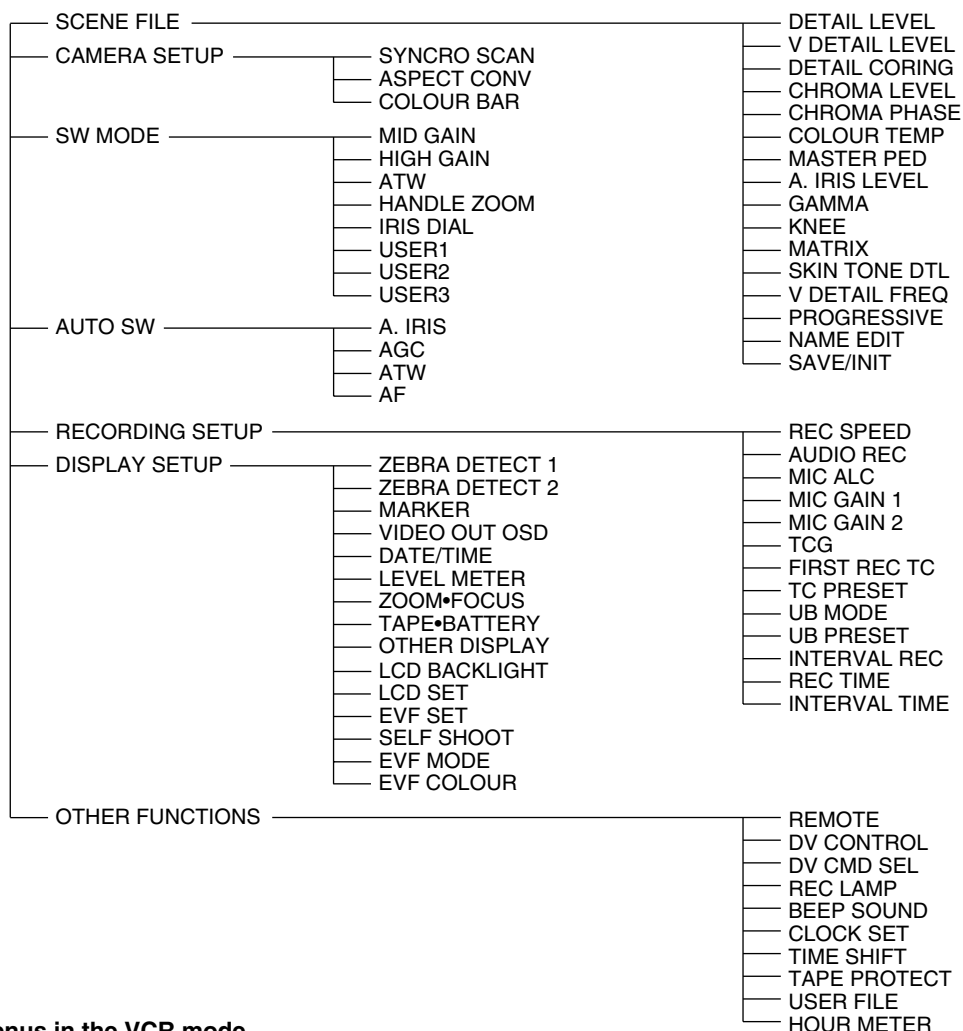 SCENE FILE
DETAIL LEVEL
V DETAIL LEVEL
DETAIL CORING
CHROMA LEVEL
CHROMA PHASE
COLOUR TEMP
MASTER PED
A. IRIS LEVEL
GAMMA
KNEE
MATRIX
SKIN TONE DTL
V DETAIL FREQ
PROGRESSIVE
NAME EDIT
SAVE/INIT
CAMERA SETUP
SYNCRO SCAN
ASPECT CONV
COLOUR BAR
SW MODE
MID GAIN
HIGH GAIN
ATW
HANDLE ZOOM
IRIS DIAL
USER1
USER2
USER3
AUTO SW
A. IRIS
AGC
ATW
AF
RECORDING SETUP
REC SPEED
AUDIO REC
MIC ALC
MIC GAIN 1
MIC GAIN 2
TCG
FIRST REC TC
TC PRESET
UB MODE
UB PRESET
INTERVAL REC
REC TIME
INTERVAL TIME
DISPLAY SETUP
ZEBRA DETECT 1
ZEBRA DETECT 2
MARKER
VIDEO OUT OSD
DATE/TIME
LEVEL METER
ZOOM•FOCUS
TAPE•BATTERY
OTHER DISPLAY
LCD BACKLIGHT
LCD SET
EVF SET
SELF SHOOT
EVF MODE
EVF COLOUR
OTHER FUNCTIONS
REMOTE
DV CONTROL
DV CMD SEL
REC LAMP
BEEP SOUND
CLOCK SET
TIME SHIFT
TAPE PROTECT
USER FILE
HOUR METER
in the VCR mode